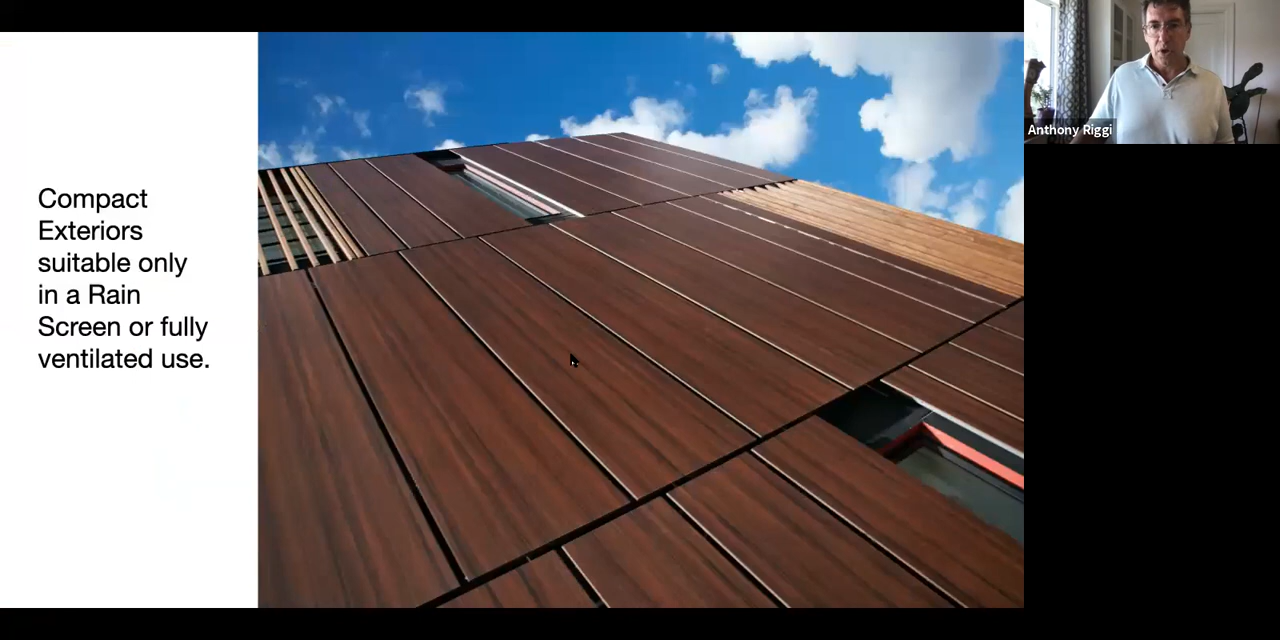 Compact
Exteriors
suitable only
in a Rain
Screen or fully
ventilated use.
Anthony Riggi